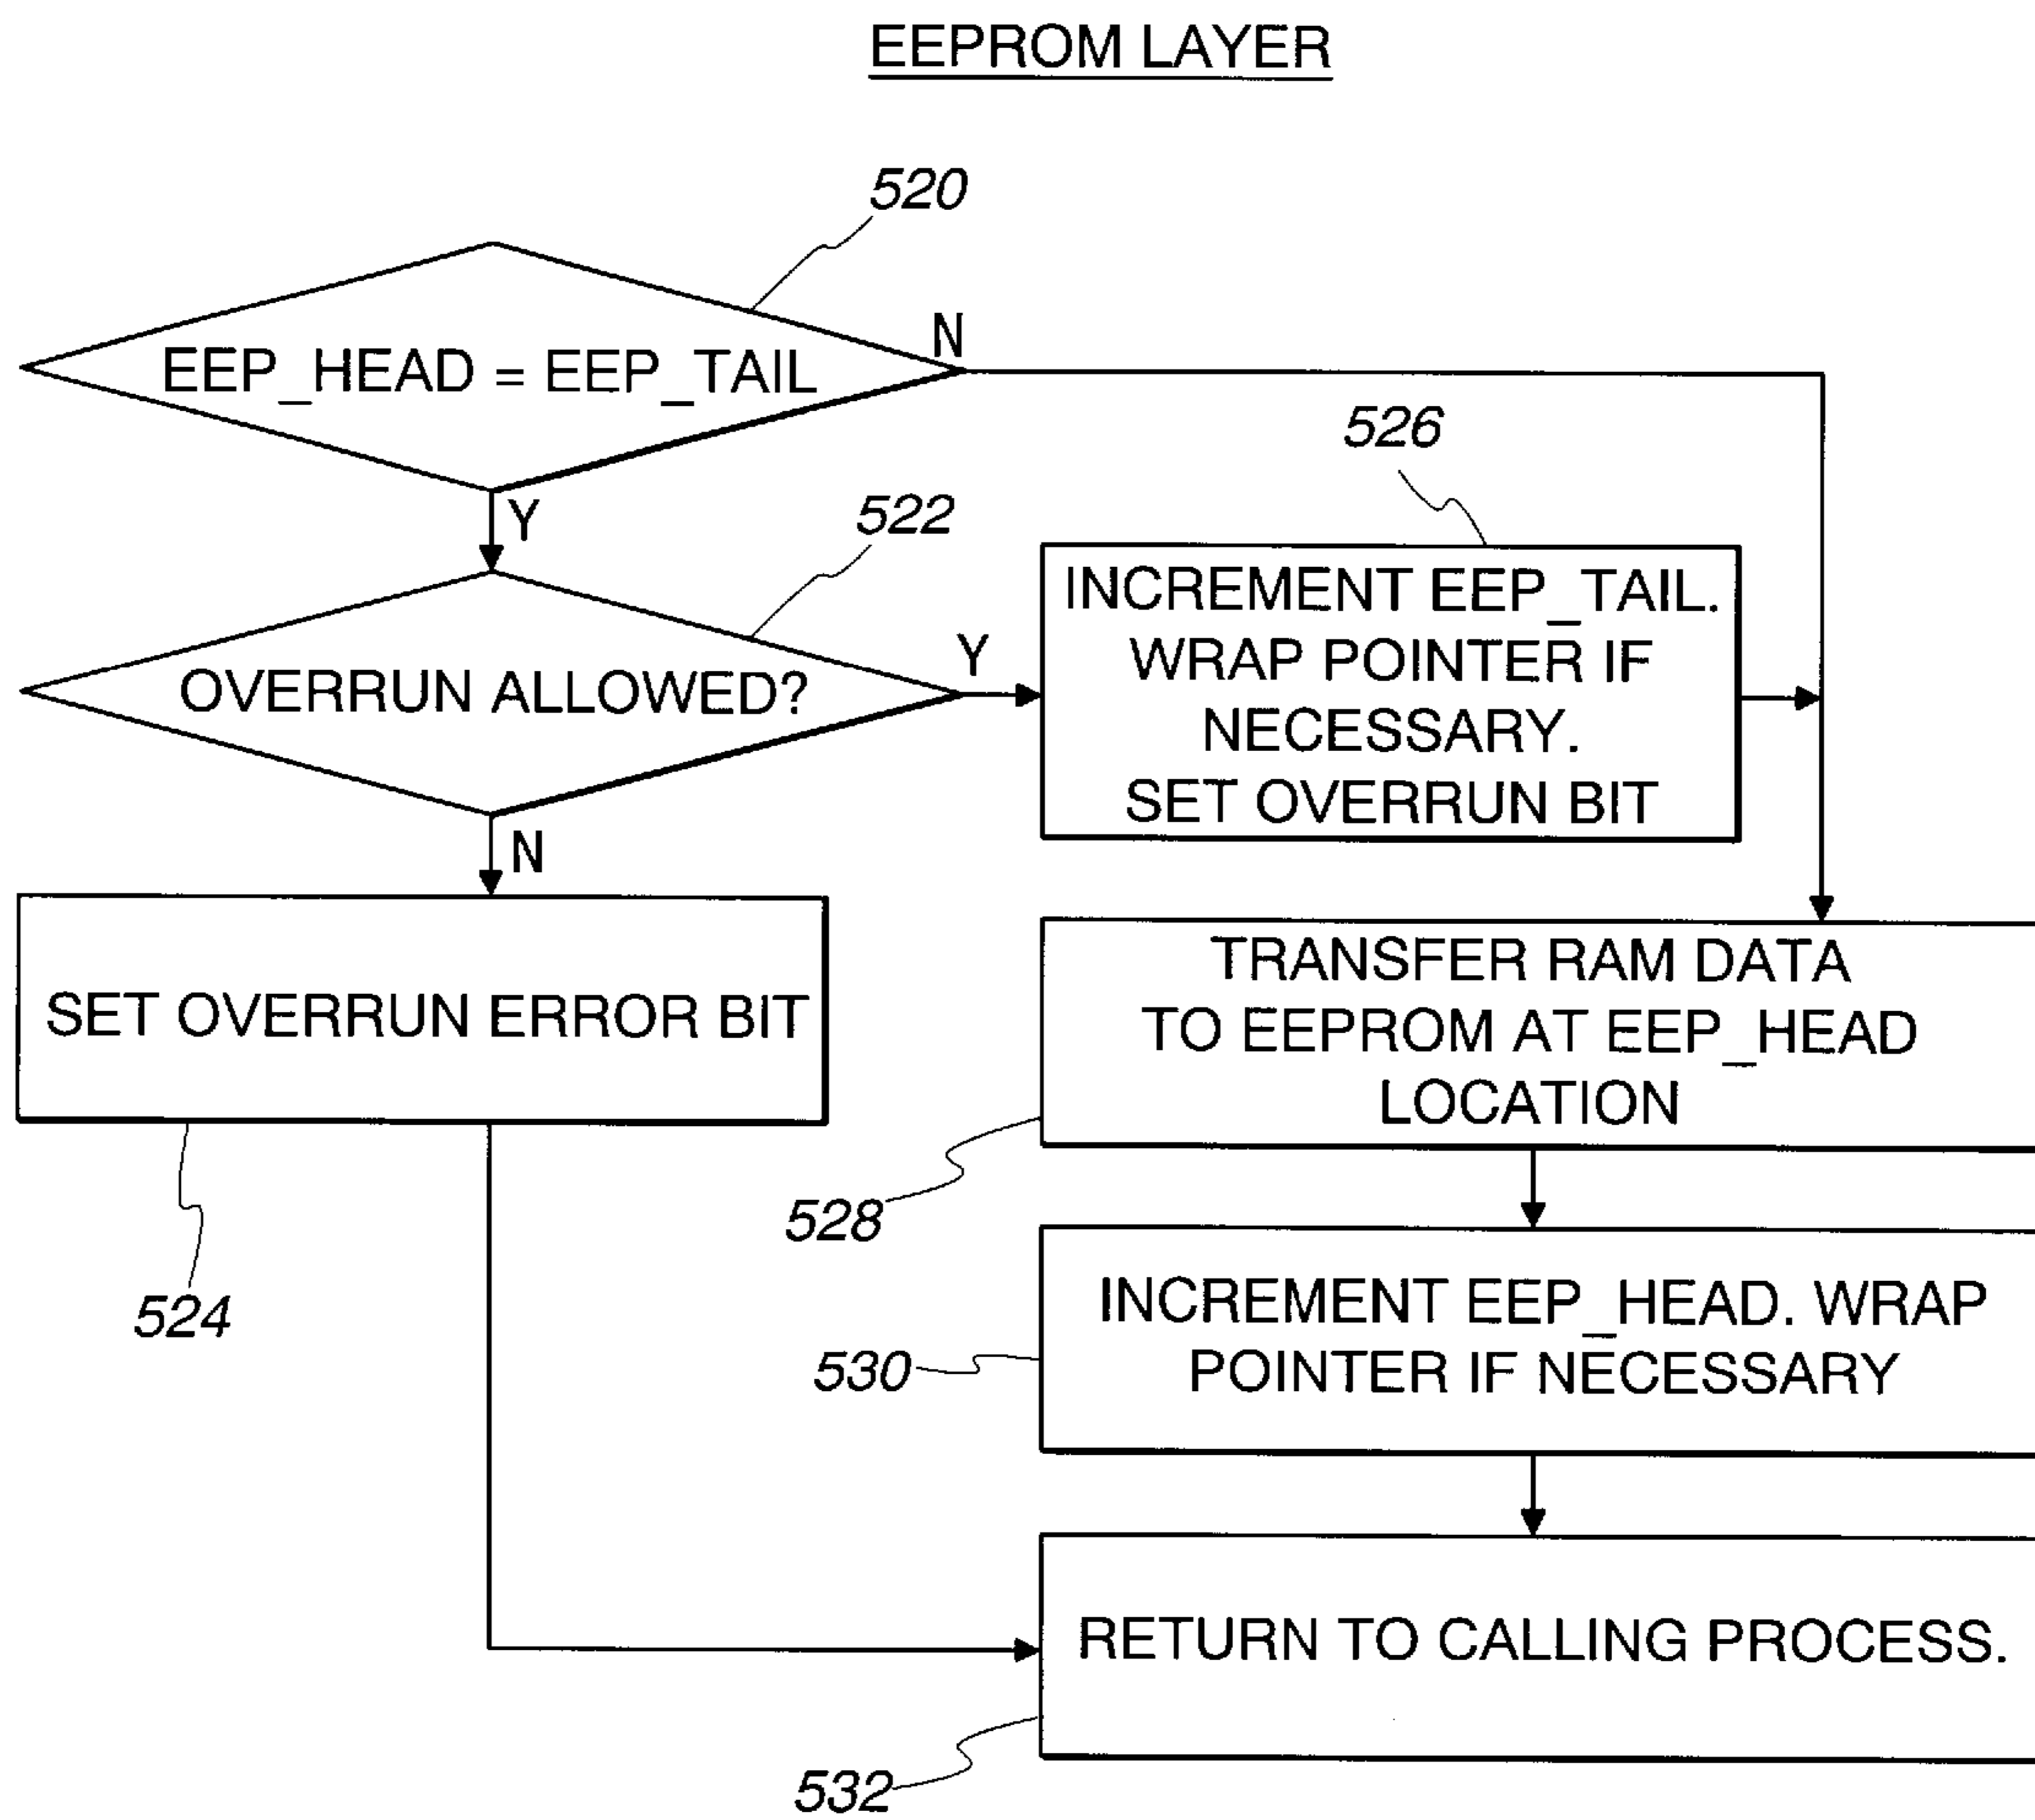 EEPROM LAYER
520
EEP_HEAD = EEP_TAIL
N
Y
522
OVERRUN ALLOWED?
Y
N
526
INCREMENT EEP_TAIL.
WRAP POINTER IF
NECESSARY.
SET OVERRUN BIT
SET OVERRUN ERROR BIT
524
TRANSFER RAM DATA
TO EEPROM AT EEP_HEAD
LOCATION
528
INCREMENT EEP_HEAD. WRAP
POINTER IF NECESSARY
530
RETURN TO CALLING PROCESS.
532